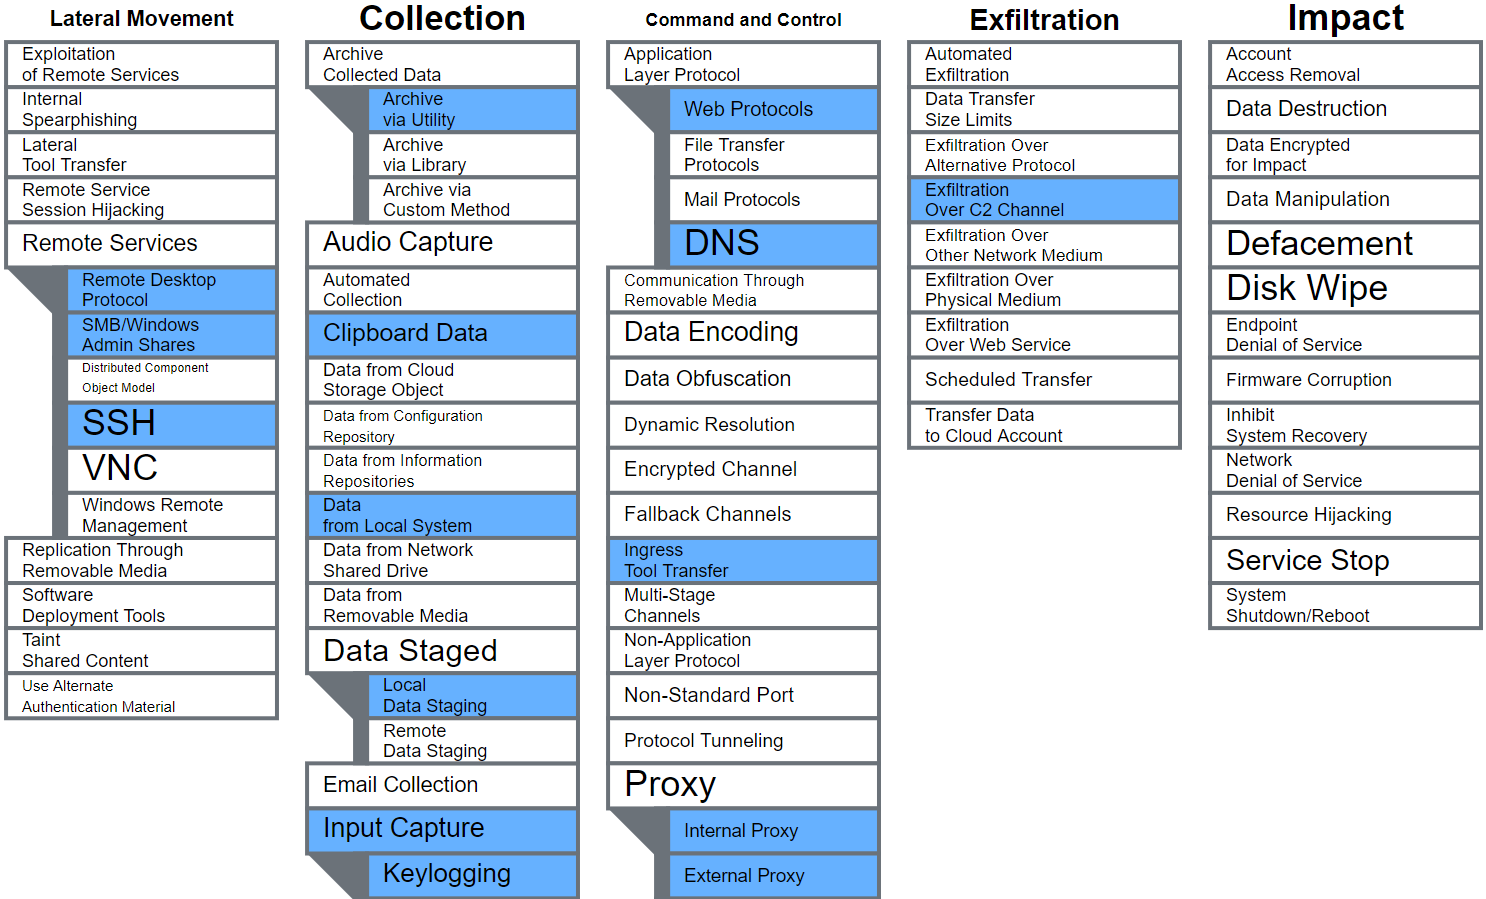 Lateral Movement
Exploitation
of Remote Services
Internal
Spearphishing
Lateral
Tool Transfer
Remote Service
Session Hijacking
Remote Services
Remote Desktop
Protocol
SMB/Windows
Admin Shares
Distributed Component
Object Model
SSH
VNC
Windows Remote
Management
Replication Through
Removable Media
Software
Deployment Tools
Taint
Shared Content
Use Alternate
Authentication Material
Collection
Archive
Collected Data
Archive
via Utility
Archive
via Library
Archive via
Custom Method
Audio Capture
Automated
Collection
Clipboard Data
Data from Cloud
Storage Object
Data from Configuration
Repository
Data from Information
Repositories
Data
from Local System
Data from Network
Shared Drive
Data from
Removable Media
Data Staged
Local
Data Staging
Remote
Data Staging
Email Collection
Input Capture
Keylogging
Command and Control
Application
Layer Protocol
Web Protocols
File Transfer
Protocols
Mail Protocols
DNS
Communication Through
Removable Media
Data Encoding
Data Obfuscation
Dynamic Resolution
Encrypted Channel
Fallback Channels
Ingress
Tool Transfer
Multi-Stage
Channels
Non-Application
Layer Protocol
Non-Standard Port
Protocol Tunneling
Proxy
Internal Proxy
External Proxy
Exfiltration
Automated
Exfiltration
Data Transfer
Size Limits
Exfiltration Over
Alternative Protocol
Exfiltration
Over C2 Channel
Exfiltration Over
Other Network Medium
Exfiltration Over
Physical Medium
Exfiltration
Over Web Service
Scheduled Transfer
Transfer Data
to Cloud Account
Impact
Account
Access Removal
Data Destruction
Data Encrypted
for Impact
Data Manipulation
Defacement
Disk Wipe
Endpoint
Denial of Service
Firmware Corruption
Inhibit
System Recovery
Network
Denial of Service
Resource Hijacking
Service Stop
System
Shutdown/Reboot